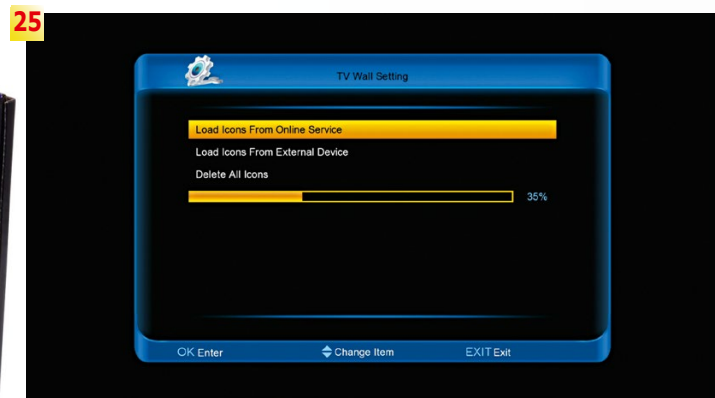 25
TV Wall Setting
Load Icons From Online Service
Load Icons From External Device
Delete All Icons
35%
OK Enter Change Item EXIT Exit